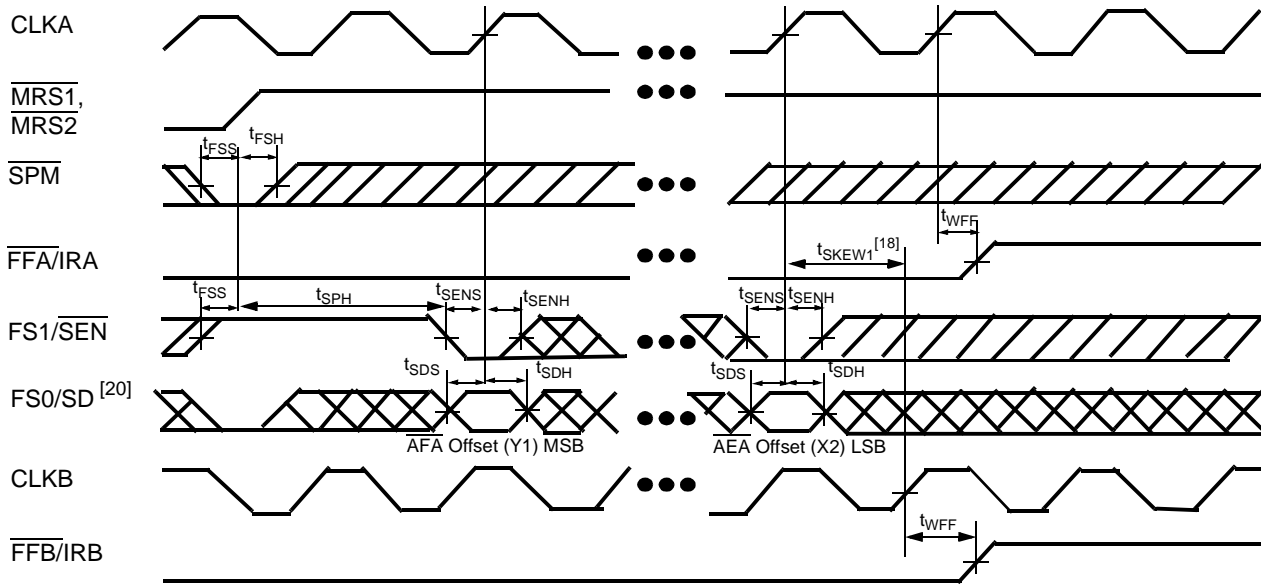 CLKA
MRS1,
MRS2
tFSS tFSH
SPM
tWFF
FFA/IRA
tSKEW1[18]
tFSS tSPH tSENS tSENH tSENS tSENH
FS1/SEN
tSDS tSDH tSDS tSDH
FS0/SD [20]
AFA Offset (Y1) MSB AEA Offset (X2) LSB
CLKB
tWFF
FFB/IRB